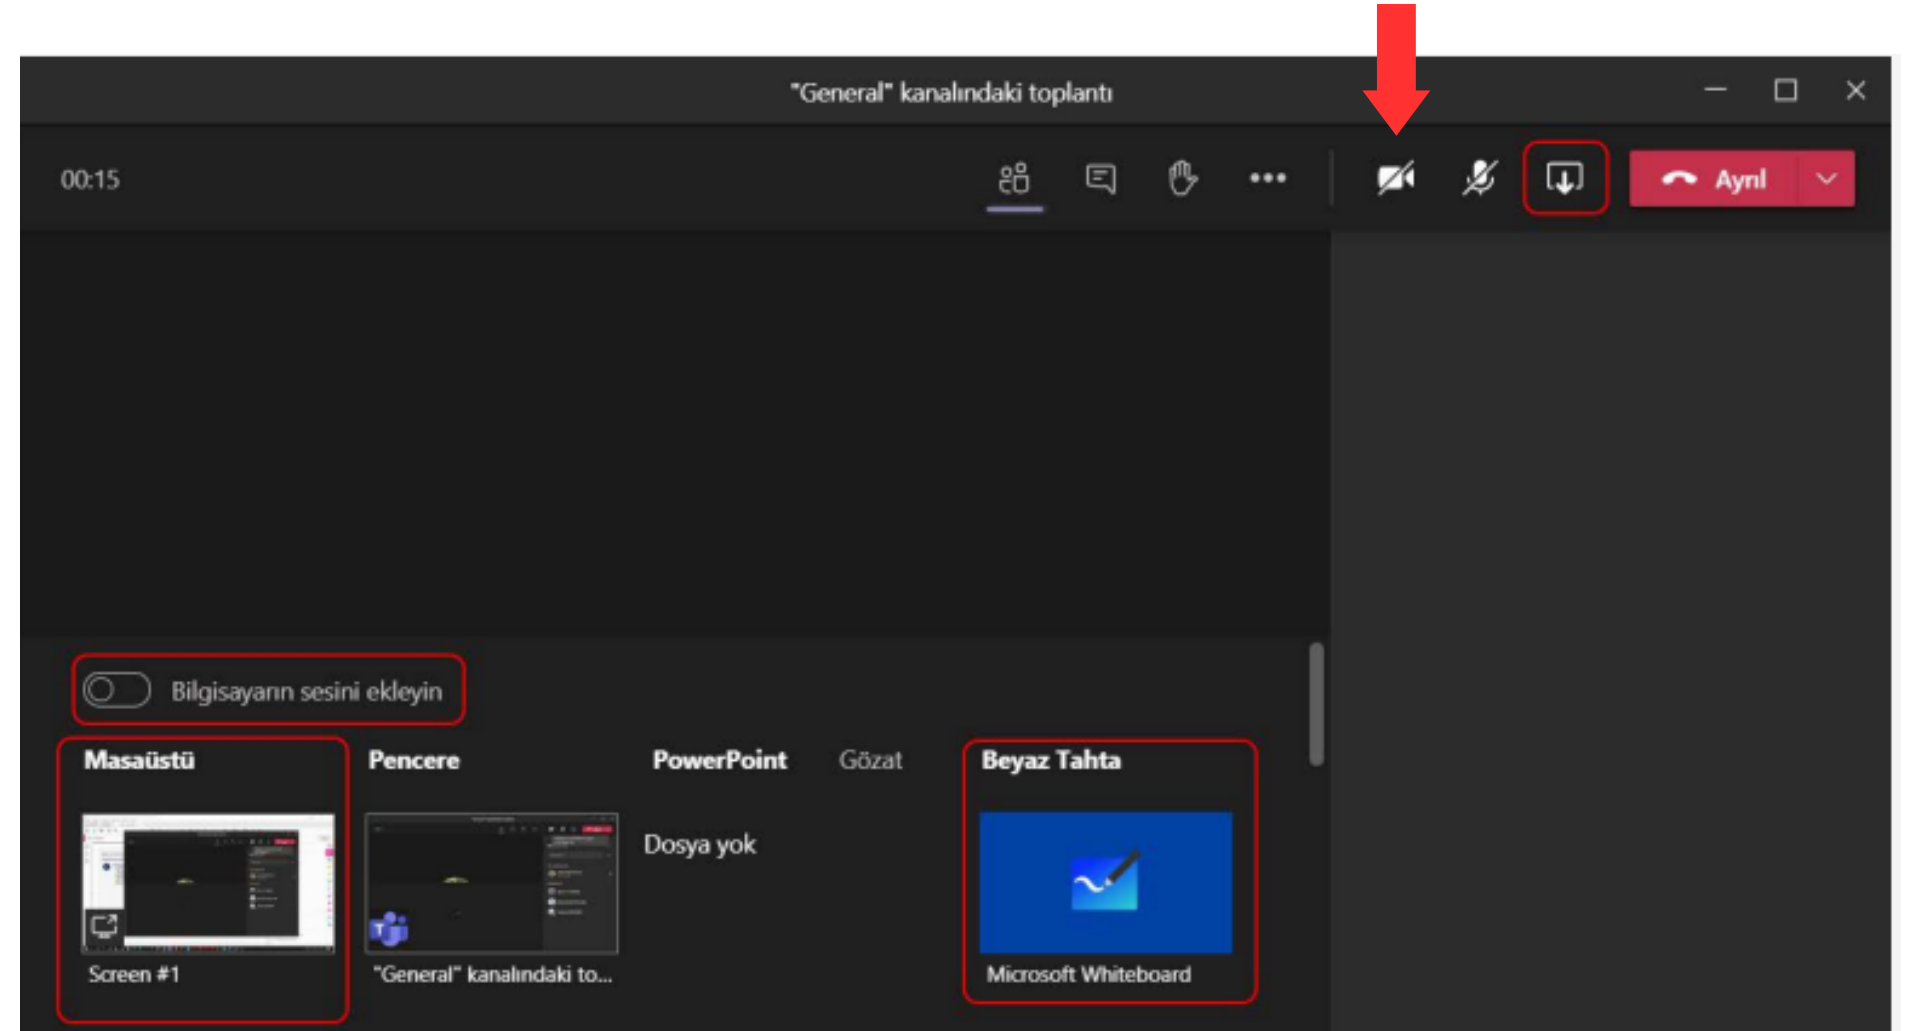 "General" kanalındaki toplantı
00:15
Ayrıl
Bilgisayarın sesini ekleyin
Masaüstü Pencere PowerPoint Gözat Beyaz Tahta
Dosya yok
Screen #1 "General" kanalındaki to... Microsoft Whiteboard